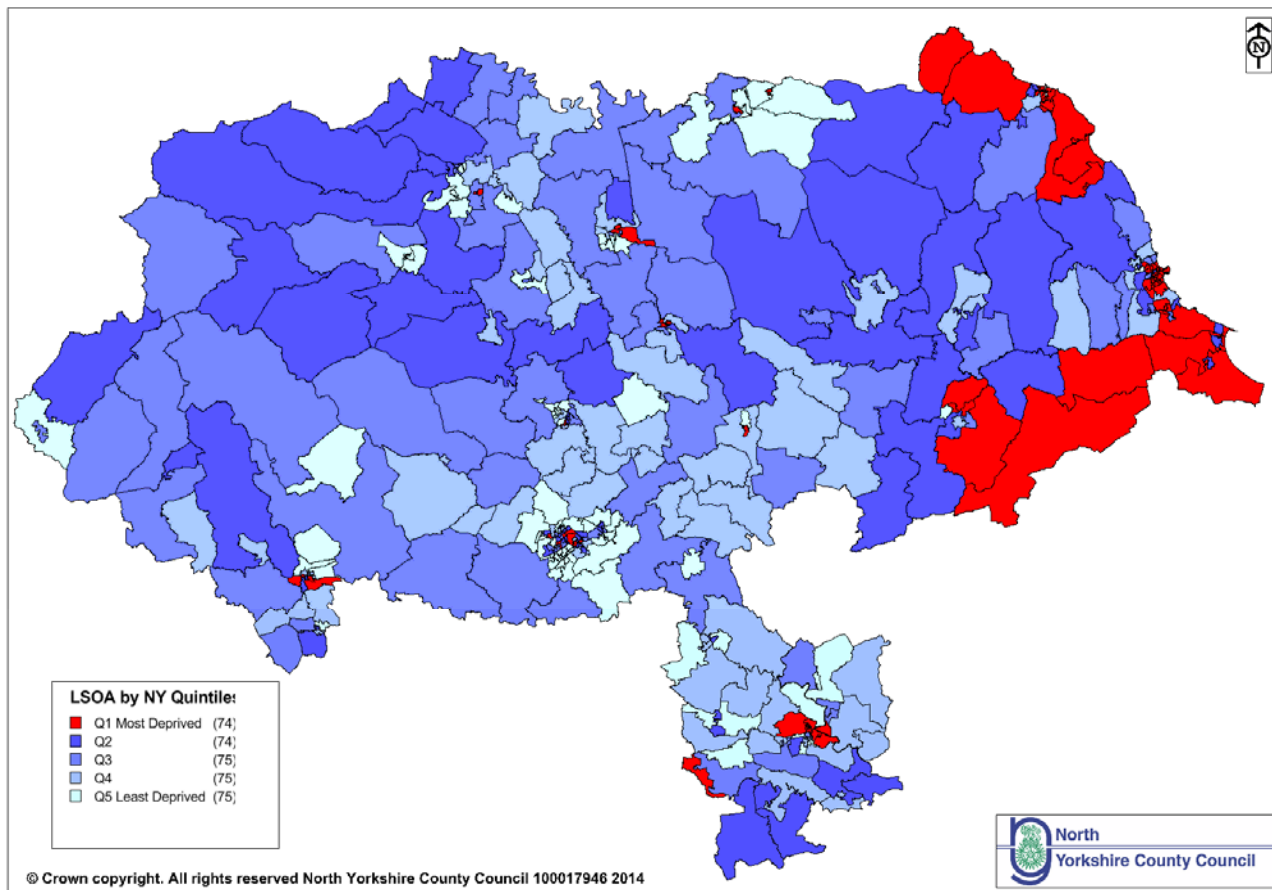 N
LSOA by NY Quintiles
Q1 Most Deprived (74)
Q2 (74)
Q3 (75)
Q4 (75)
Q5 Least Deprived (75)
North
Yorkshire County Council
© Crown copyright. All rights reserved North Yorkshire County Council 100017946 2014